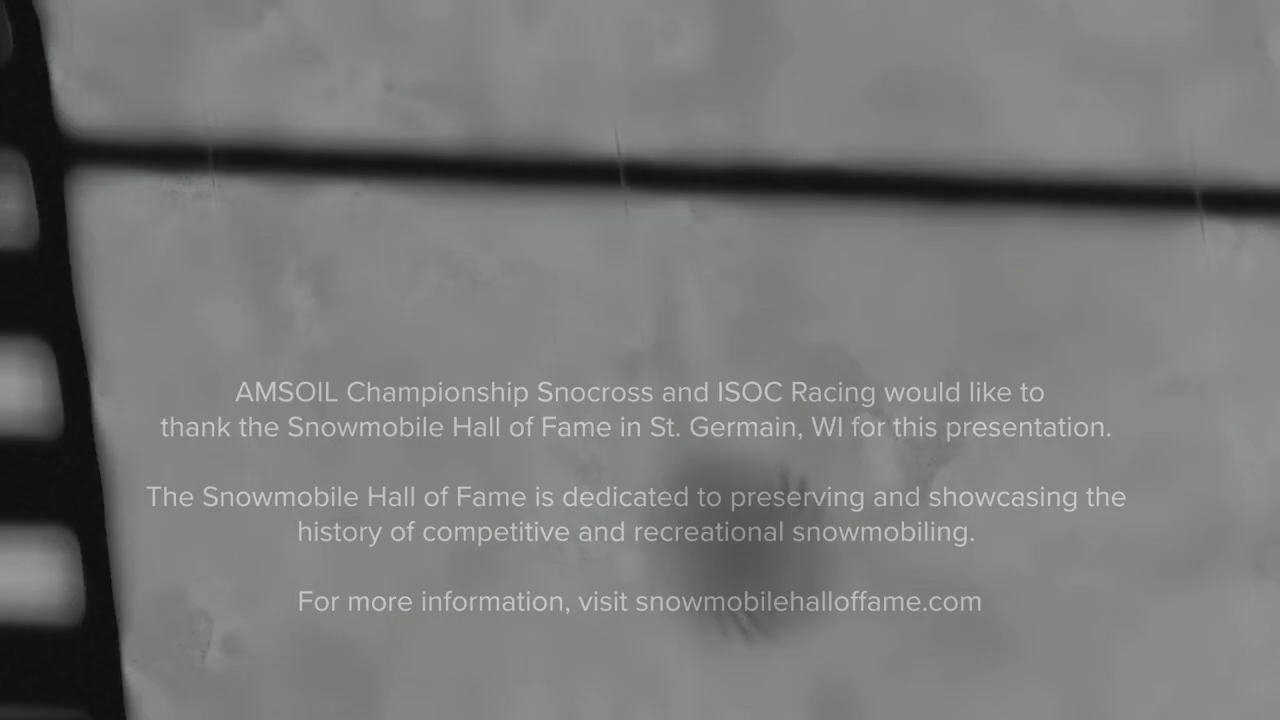 AMSOIL Championship Snocross and ISOC Racing would like to
thank the Snowmobile Hall of Fame in St. Germain, WI for this presentation.
The Snowmobile Hall of Fame is dedicated to preserving and showcasing the
history of competitive and recreational snowmobiling.
For more information, visit snowmobilehalloffame.com